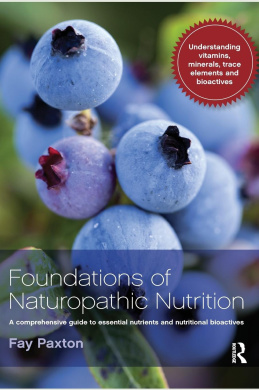 Understanding
vitamins,
minerals, trace
elements and
bioactives
Foundations of
Naturopathic Nutrition
A comprehensive guide to essential nutrients and nutritional bioactives
Fay Paxton
R
Routledge